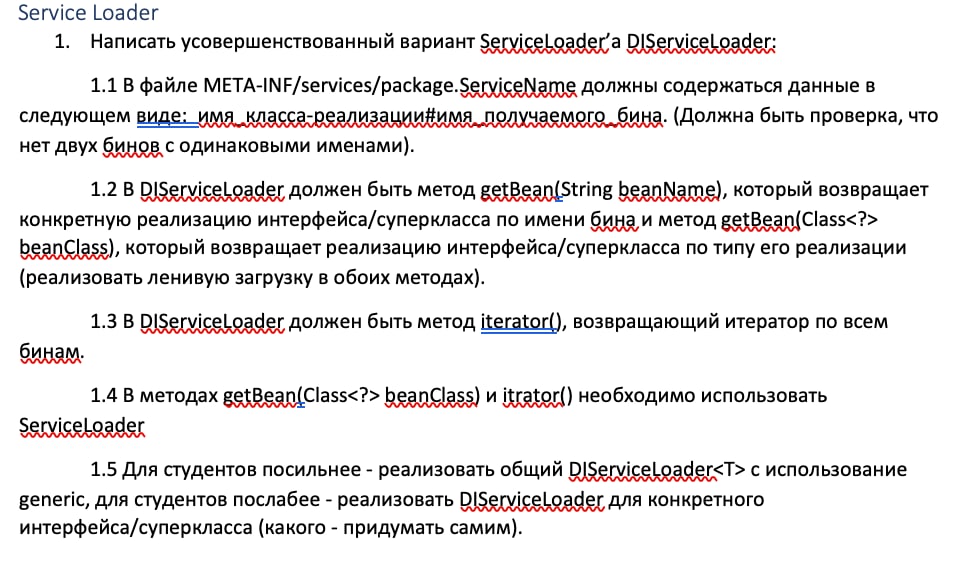 Service Loader
1. Написать усовершенствованный вариант ServiceLoader'а DIServiceLoader:
1.1 В файле META-INF/services/package.ServiceName должны содержаться данные в
следующем виде: имя_класса-реализации#имя_получаемого_бина. (Должна быть проверка, что
нет двух бинов с одинаковыми именами).
1.2 В DIServiceLoader должен быть метод getBean(String beanName), который возвращает
конкретную реализацию интерфейса/суперкласса по имени бина и метод getBean(Class<?>
beanClass), который возвращает реализацию интерфейса/суперкласса по типу его реализации
(реализовать ленивую загрузку в обоих методах).
1.3 В DIServiceLoader должен быть метод iterator(), возвращающий итератор по всем
бинам.
1.4 В методах getBean(Class<?> beanClass) и itrator() необходимо использовать
ServiceLoader
1.5 Для студентов посильнее - реализовать общий DIServiceLoader<T> с использование
generic, для студентов послабее - реализовать DIServiceLoader для конкретного
интерфейса/суперкласса (какого - придумать самим).